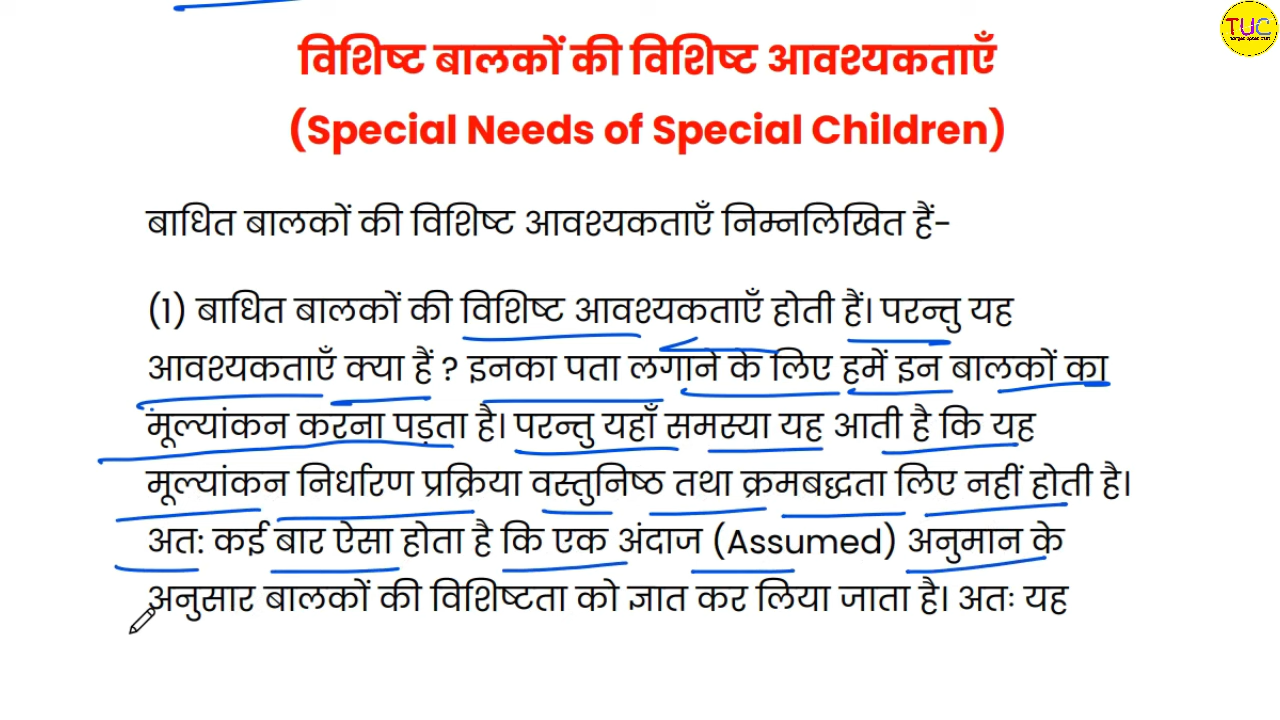 TUC
विशिष्ट बालकों की विशिष्ट आवश्यकताएँ
(Special Needs of Special Children)
बाधित बालकों की विशिष्ट आवश्यकताएँ निम्नलिखित हैं-
(1) बाधित बालकों की विशिष्ट आवश्यकताएँ होती हैं। परन्तु यह
आवश्यकताएँ क्या हैं ? इनका पता लगाने के लिए हमें इन बालकों का
मूल्यांकन करना पड़ता है। परन्तु यहाँ समस्या यह आती है कि यह
मूल्यांकन निर्धारण प्रक्रिया वस्तुनिष्ठ तथा क्रमबद्धता लिए नहीं होती है।
अतः कई बार ऐसा होता है कि एक अंदाज (Assumed) अनुमान के
अनुसार बालकों की विशिष्टता को ज्ञात कर लिया जाता है। अतः यह